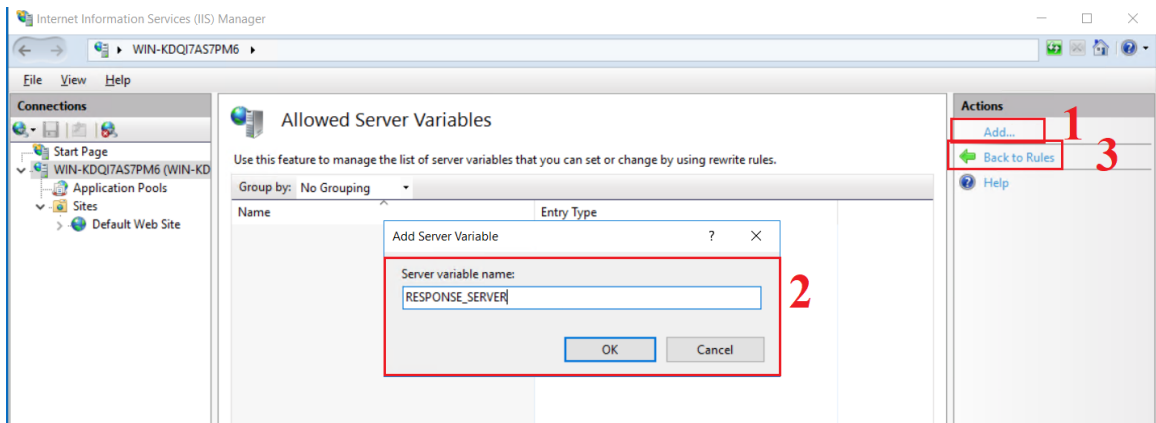 Internet Information Services (IIS) Manager
WIN-KDQI7AS7PM6
File View Help
Connections
Start Page
WIN-KDQI7AS7PM6 (WIN-KD
Application Pools
Sites
Default Web Site
Allowed Server Variables
Use this feature to manage the list of server variables that you can set or change by using rewrite rules.
Group by: No Grouping
Name Entry Type
Add Server Variable ?
Server variable name:
RESPONSE_SERVER
OK Cancel
2
Actions
Add... 1
Back to Rules 3
Help